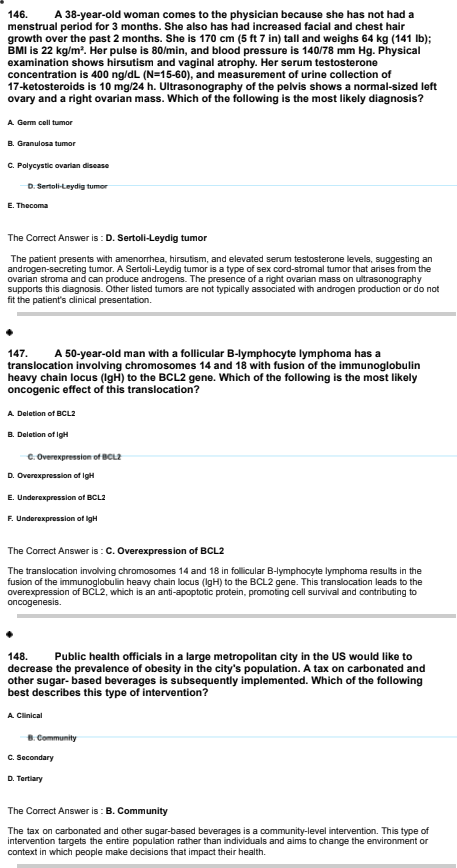 146. A 38-year-old woman comes to the physician because she has not had a
menstrual period for 3 months. She also has had increased facial and chest hair
growth over the past 2 months. She is 170 cm (5 ft 7 in) tall and weighs 64 kg (141 lb);
BMI is 22 kg/m². Her pulse is 80/min, and blood pressure is 140/78 mm Hg. Physical
examination shows hirsutism and vaginal atrophy. Her serum testosterone
concentration is 400 ng/dL (N=15-60), and measurement of urine collection of
17-ketosteroids is 10 mg/24 h. Ultrasonography of the pelvis shows a normal-sized left
ovary and a right ovarian mass. Which of the following is the most likely diagnosis?
A. Germ cell tumor
B. Granulosa tumor
C. Polycystic ovarian disease
D. Sertoli-Leydig tumor
E. Thecoma
The Correct Answer is : D. Sertoli-Leydig tumor
The patient presents with amenorrhea, hirsutism, and elevated serum testosterone levels, suggesting an
androgen-secreting tumor. A Sertoli-Leydig tumor is a type of sex cord-stromal tumor that arises from the
ovarian stroma and can produce androgens. The presence of a right ovarian mass on ultrasonography
supports this diagnosis. Other listed tumors are not typically associated with androgen production or do not
fit the patient's clinical presentation.
147. A 50-year-old man with a follicular B-lymphocyte lymphoma has a
translocation involving chromosomes 14 and 18 with fusion of the immunoglobulin
heavy chain locus (IgH) to the BCL2 gene. Which of the following is the most likely
oncogenic effect of this translocation?
A. Deletion of BCL2
B. Deletion of IgH
C. Overexpression of BCL2
D. Overexpression of IgH
E. Underexpression of BCL2
F. Underexpression of IgH
The Correct Answer is : C. Overexpression of BCL2
The translocation involving chromosomes 14 and 18 in follicular B-lymphocyte lymphoma results in the
fusion of the immunoglobulin heavy chain locus (IgH) to the BCL2 gene. This translocation leads to the
overexpression of BCL2, which is an anti-apoptotic protein, promoting cell survival and contributing to
oncogenesis.
148. Public health officials in a large metropolitan city in the US would like to
decrease the prevalence of obesity in the city's population. A tax on carbonated and
other sugar- based beverages is subsequently implemented. Which of the following
best describes this type of intervention?
A. Clinical
B. Community
C. Secondary
D. Tertiary
The Correct Answer is : B. Community
The tax on carbonated and other sugar-based beverages is a community-level intervention. This type of
intervention targets the entire population rather than individuals and aims to change the environment or
context in which people make decisions that impact their health.